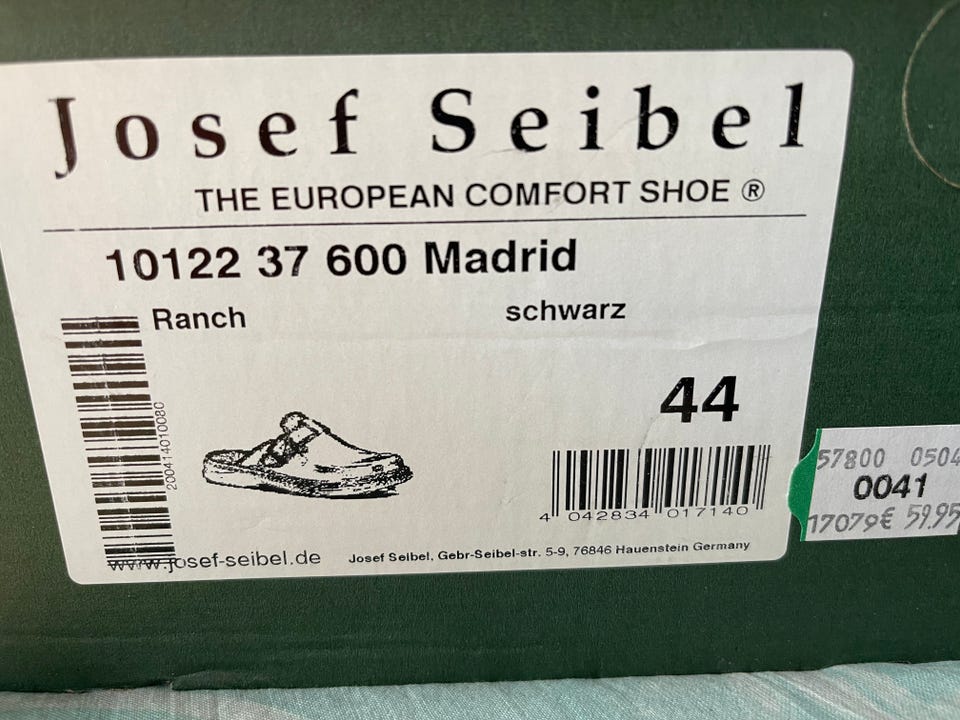 Josef Seibel
THE EUROPEAN COMFORT SHOE ®
10122 37 600 Madrid
Ranch schwarz
44
200414010080
4 042834 017140
www.josef-seibel.de
Josef Seibel, Gebr-Seibel-str. 5-9, 76846 Hauenstein Germany
57800 0504
0041
17079€ 59.95